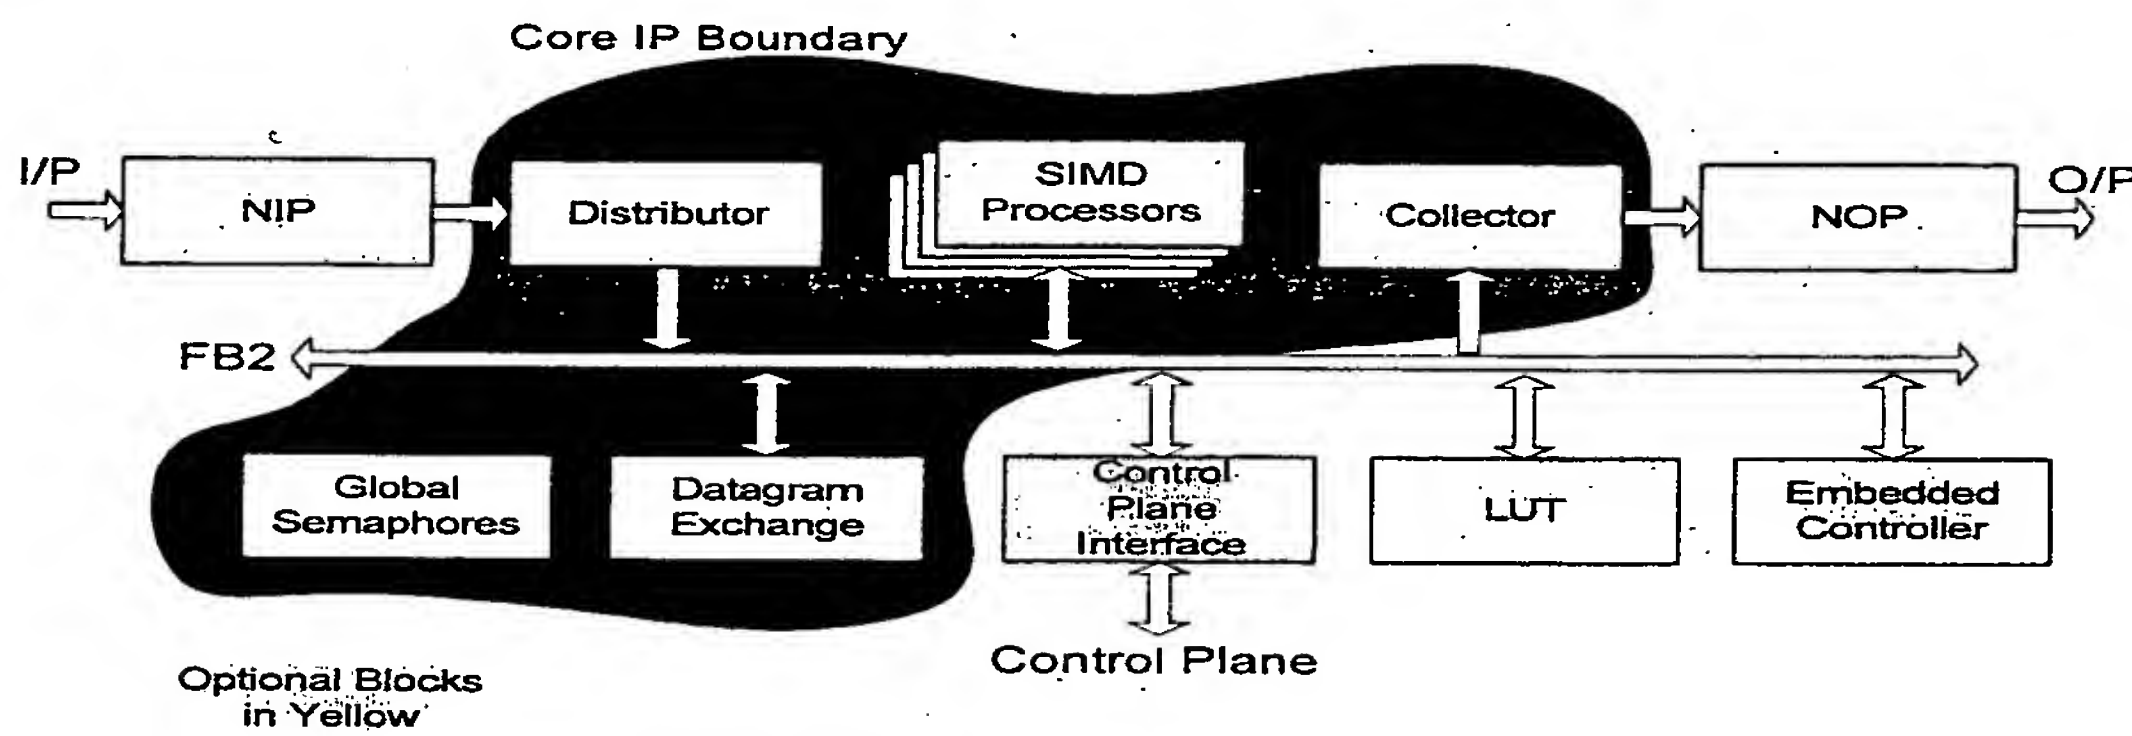 Core IP Boundary
I/P
NIP
Distributor
SIMD
Processors
Collector
NOP
O/P
FB2
Global
Semaphores
Datagram
Exchange
Control
Plane
Interface
LUT
Embedded
Controller
Control Plane
Optional Blocks
in Yellow